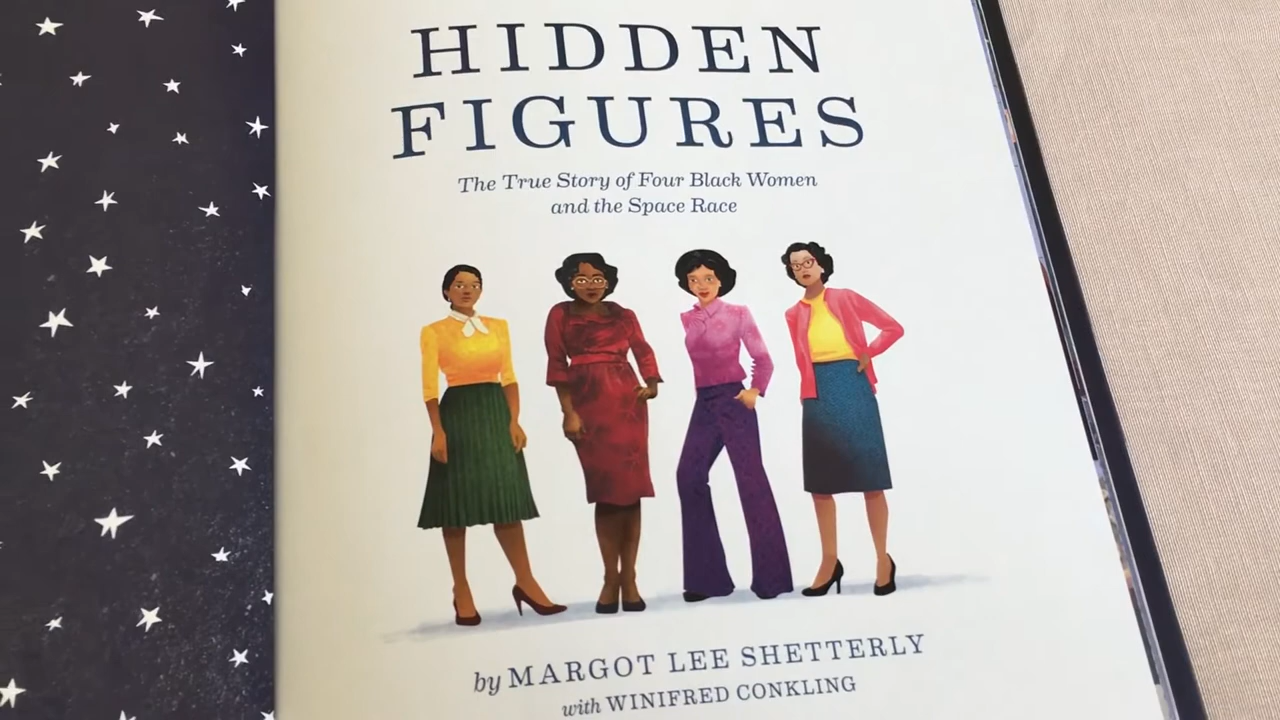 HIDDEN
FIGURES
The True Story of Four Black Women
and the Space Race
by MARGOT LEE SHETTERLY
with WINIFRED CONKLING